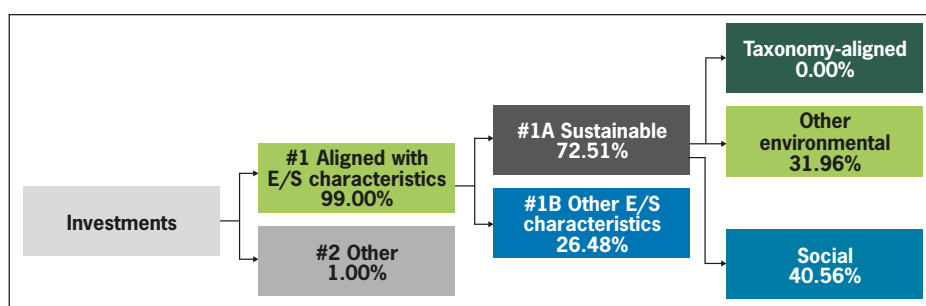 Investments
#1 Aligned with
E/S characteristics
99.00%
#2 Other
1.00%
#1A Sustainable
72.51%
#1B Other E/S
characteristics
26.48%
Taxonomy-aligned
0.00%
Other
environmental
31.96%
Social
40.56%